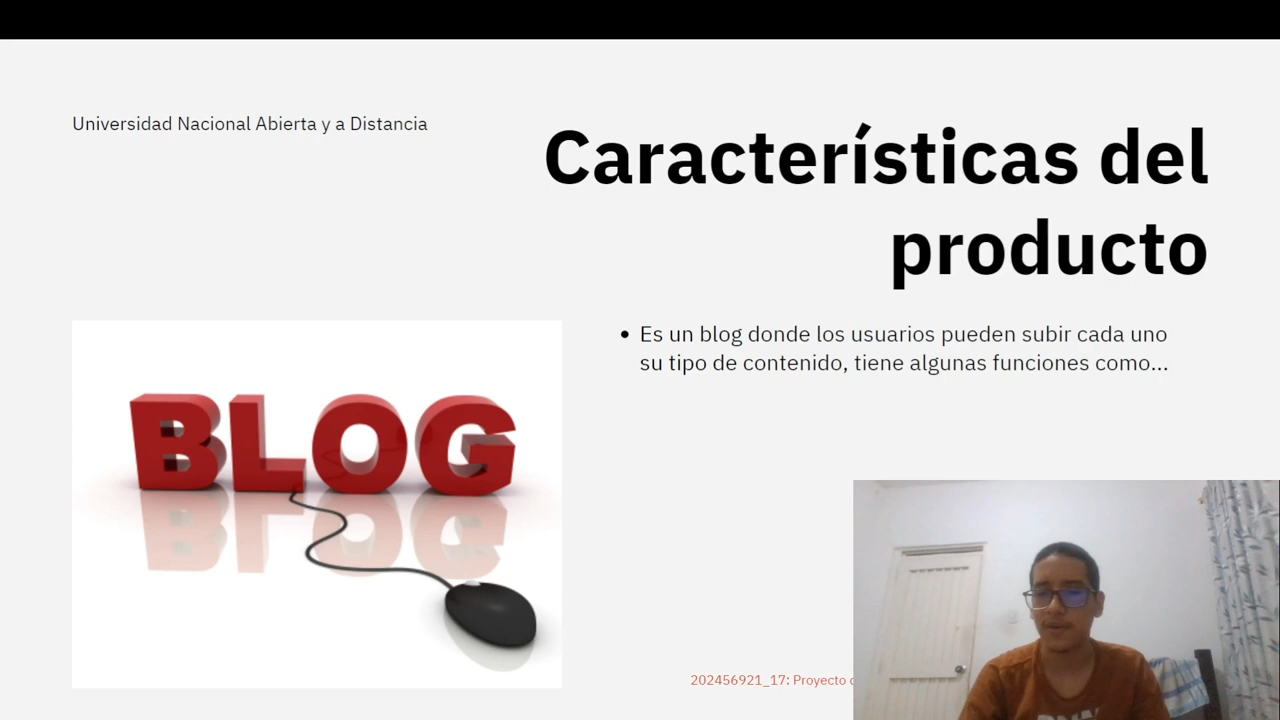 Universidad Nacional Abierta y a Distancia
Características del
producto
Es un blog donde los usuarios pueden subir cada uno
su tipo de contenido, tiene algunas funciones como...
BLOG
202456921_17: Proyecto